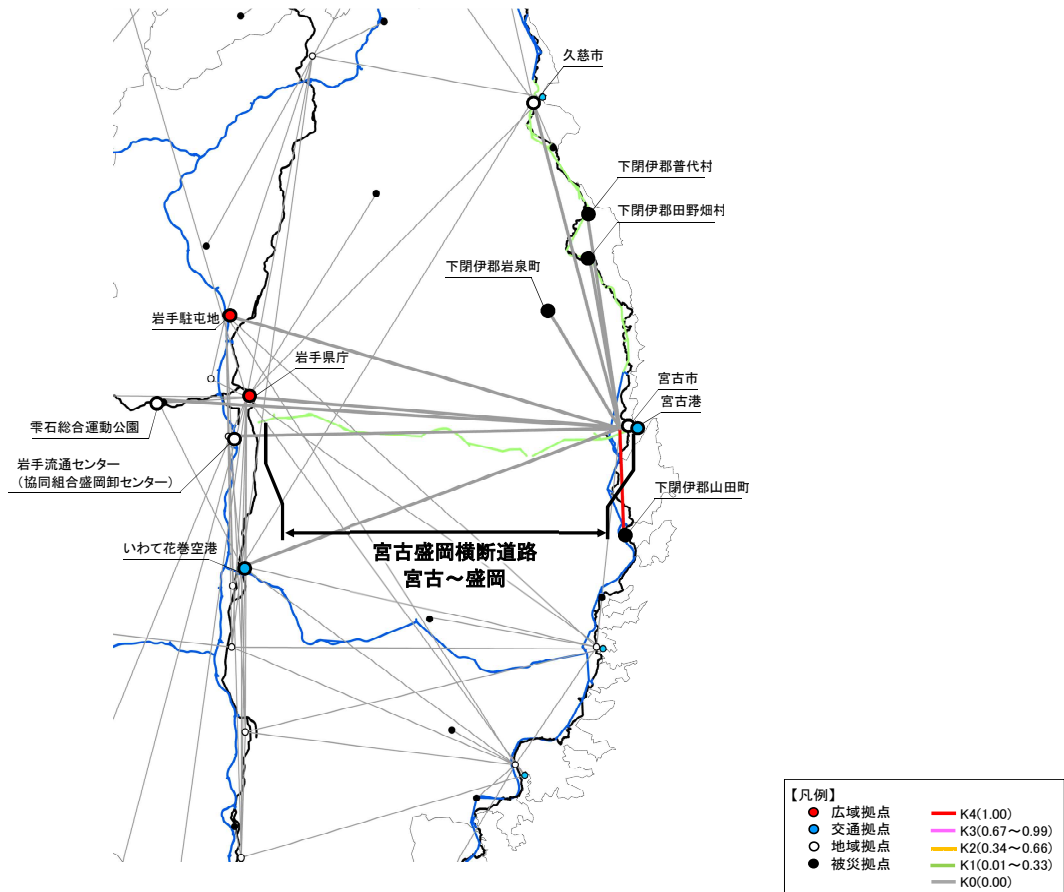 久慈市
下閉伊郡普代村
下閉伊郡田野畑村
下閉伊郡岩泉町
岩手駐屯地
岩手県庁
宮古市
宮古港
雫石総合運動公園
岩手流通センター
（協同組合盛岡卸センター）
下閉伊郡山田町
いわて花巻空港
宮古盛岡横断道路
宮古～盛岡
【凡例】
広域拠点
交通拠点
地域拠点
被災拠点
K4(1.00)
K3(0.67～0.99)
K2(0.34～0.66)
K1(0.01～0.33)
K0(0.00)